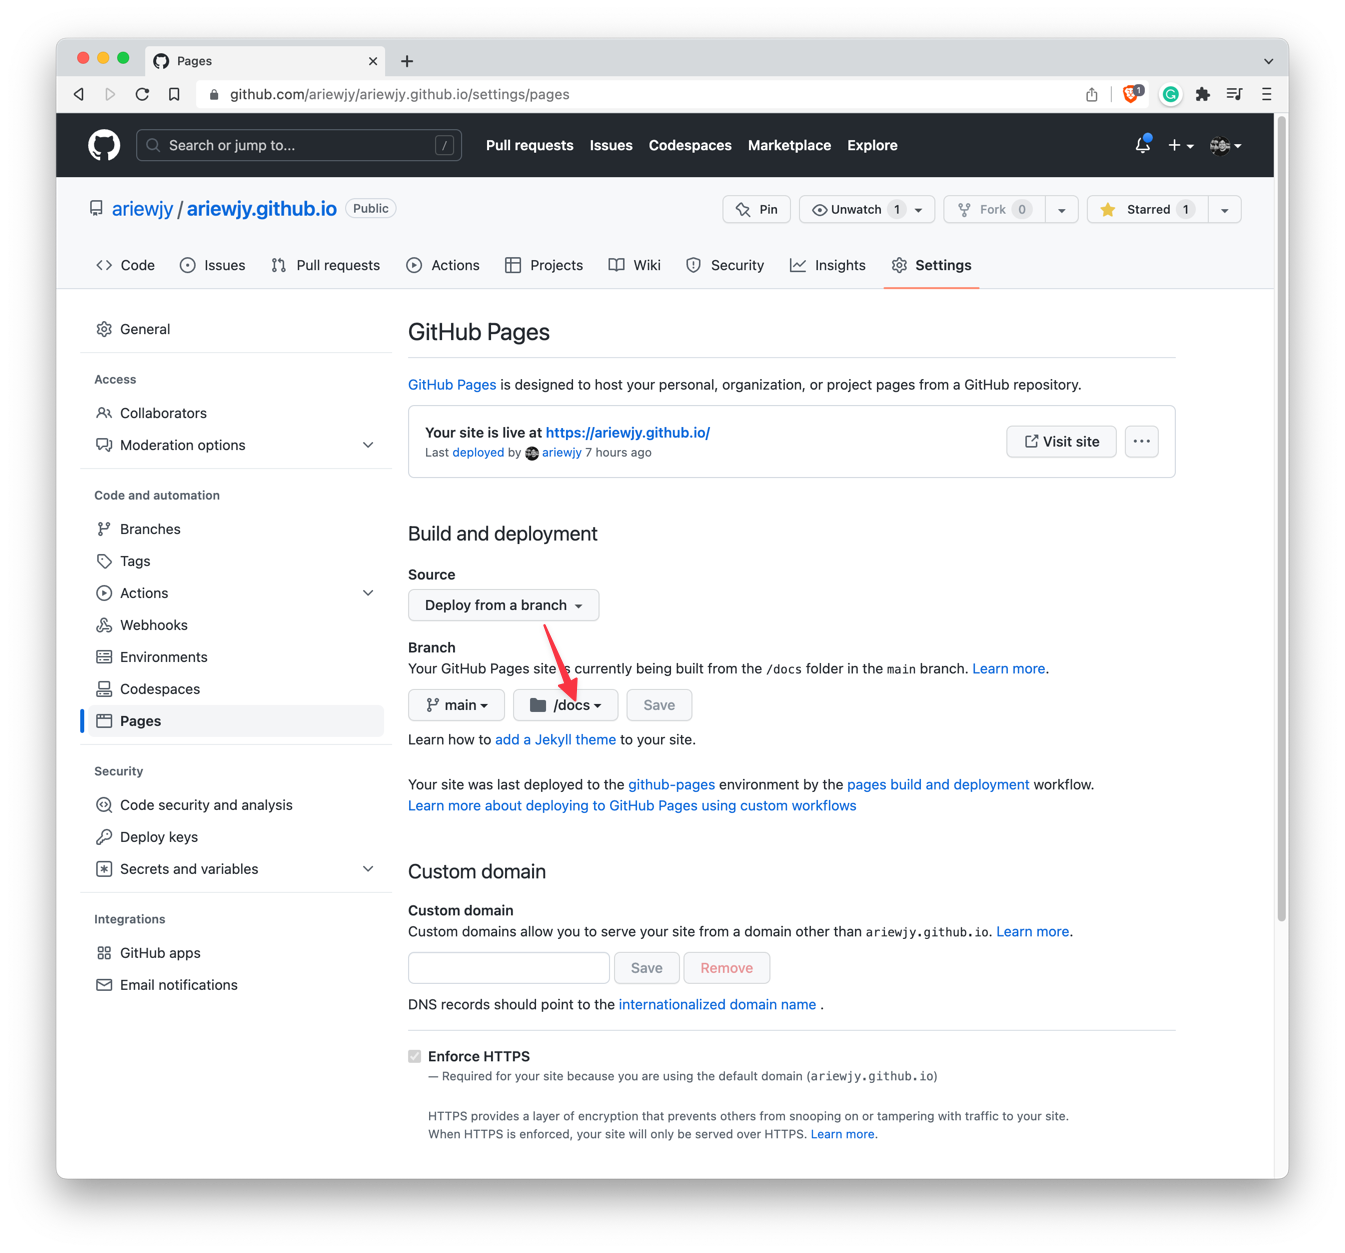 Pages
github.com/ariewjy/ariewjy.github.io/settings/pages
1
Search or jump to...
/
Pull requests
Issues
Codespaces
Marketplace
Explore
ariewjy / ariewjy.github.io
Public
Pin
Unwatch 1
Fork 0
Starred 1
Code
Issues
Pull requests
Actions
Projects
Wiki
Security
Insights
Settings
General
Access
Collaborators
Moderation options
Code and automation
Branches
Tags
Actions
Webhooks
Environments
Codespaces
Pages
Security
Code security and analysis
Deploy keys
Secrets and variables
Integrations
GitHub apps
Email notifications
GitHub Pages
GitHub Pages is designed to host your personal, organization, or project pages from a GitHub repository.
Your site is live at https://ariewjy.github.io/
Last deployed by ariewjy 7 hours ago
Visit site
Build and deployment
Source
Deploy from a branch
Branch
Your GitHub Pages site is currently being built from the /docs folder in the main branch. Learn more.
main
/docs
Save
Learn how to add a Jekyll theme to your site.
Your site was last deployed to the github-pages environment by the pages build and deployment workflow.
Learn more about deploying to GitHub Pages using custom workflows
Custom domain
Custom domain
Custom domains allow you to serve your site from a domain other than ariewjy.github.io. Learn more.
Save
Remove
DNS records should point to the internationalized domain name .
Enforce HTTPS
— Required for your site because you are using the default domain (ariewjy.github.io)
HTTPS provides a layer of encryption that prevents others from snooping on or tampering with traffic to your site.
When HTTPS is enforced, your site will only be served over HTTPS. Learn more.